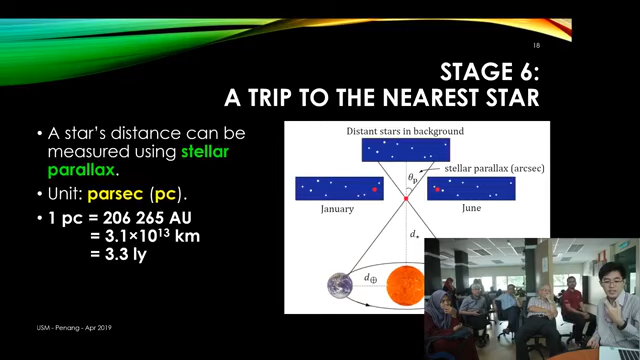 18
STAGE 6:
A TRIP TO THE NEAREST STAR
• A star's distance can be
measured using stellar
parallax.
• Unit: parsec (pc).
• 1 pc = 206 265 AU
= 3.1×10¹³ km
= 3.3 ly
Distant stars in background
θp
stellar parallax (arcsec)
January
June
d*
d⊕
USM - Penang - Apr 2019